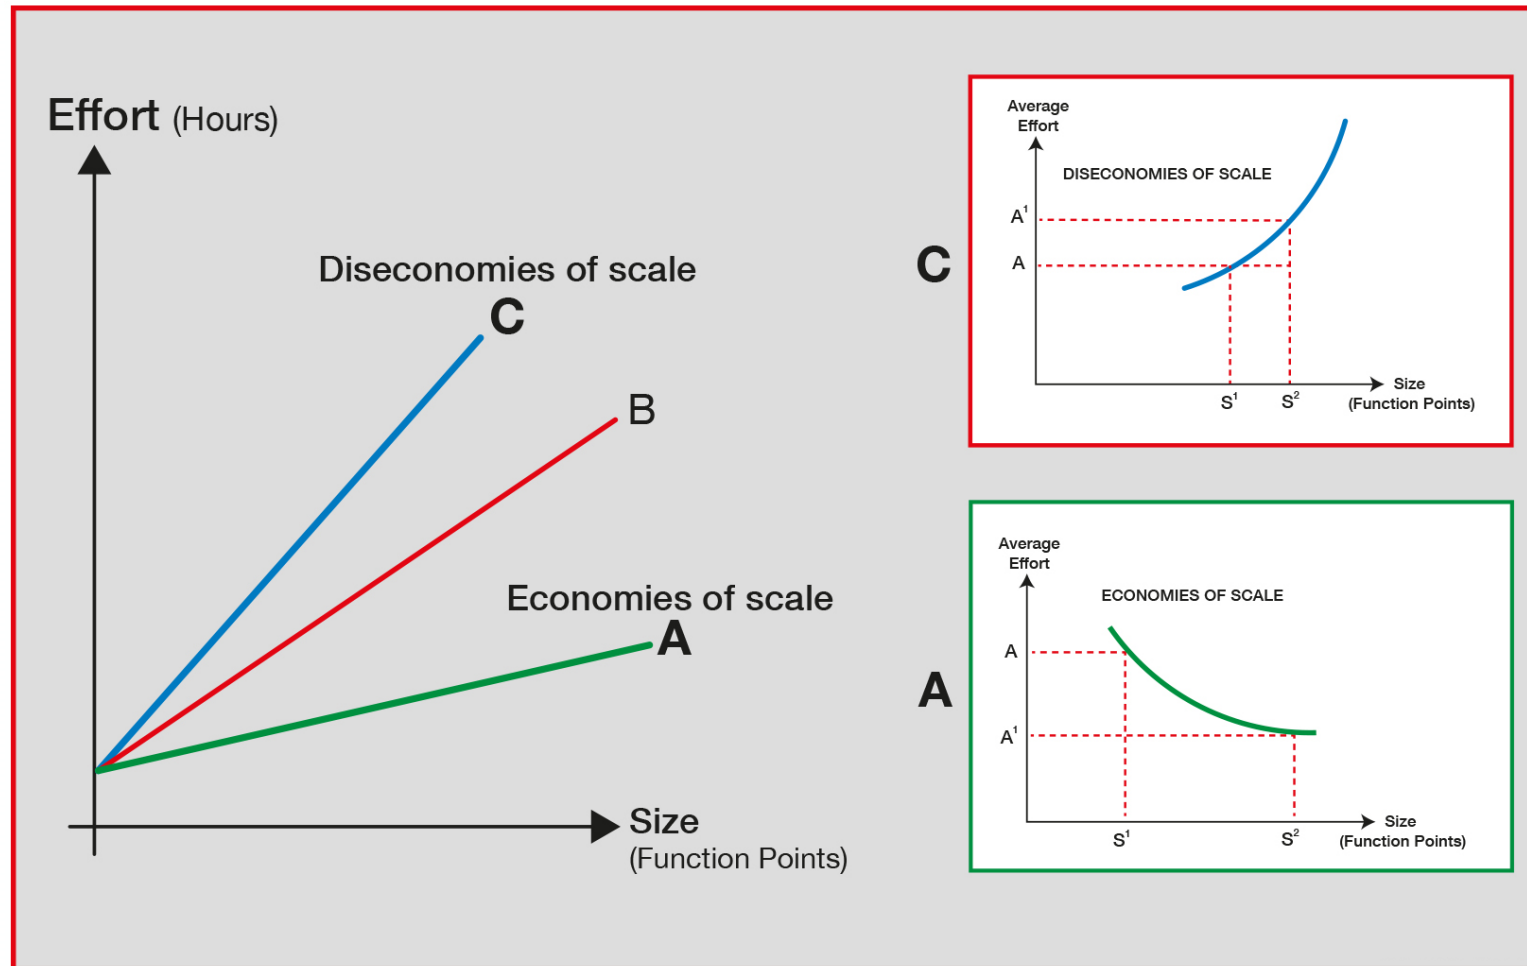 Effort (Hours)
Diseconomies of scale
C
B
Economies of scale
A
Size
(Function Points)
C
Average
Effort
DISECONOMIES OF SCALE
A¹
A
S¹
S²
Size
(Function Points)
A
Average
Effort
ECONOMIES OF SCALE
A
A¹
S¹
S²
Size
(Function Points)